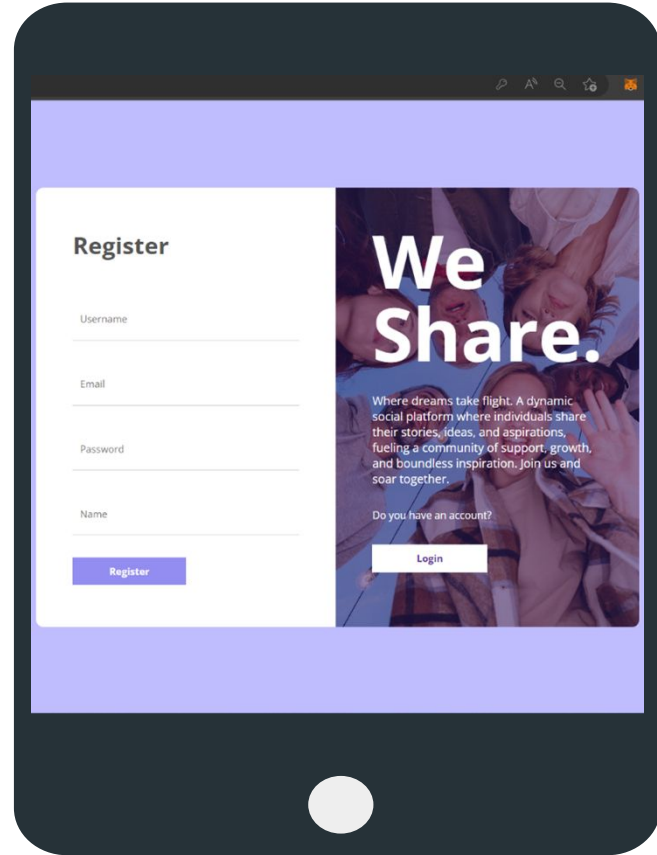 Register
Username
Email
Password
Name
Register
We
Share.
Where dreams take flight. A dynamic
social platform where individuals share
their stories, ideas, and aspirations,
fueling a community of support, growth,
and boundless inspiration. Join us and
soar together.
Do you have an account?
Login